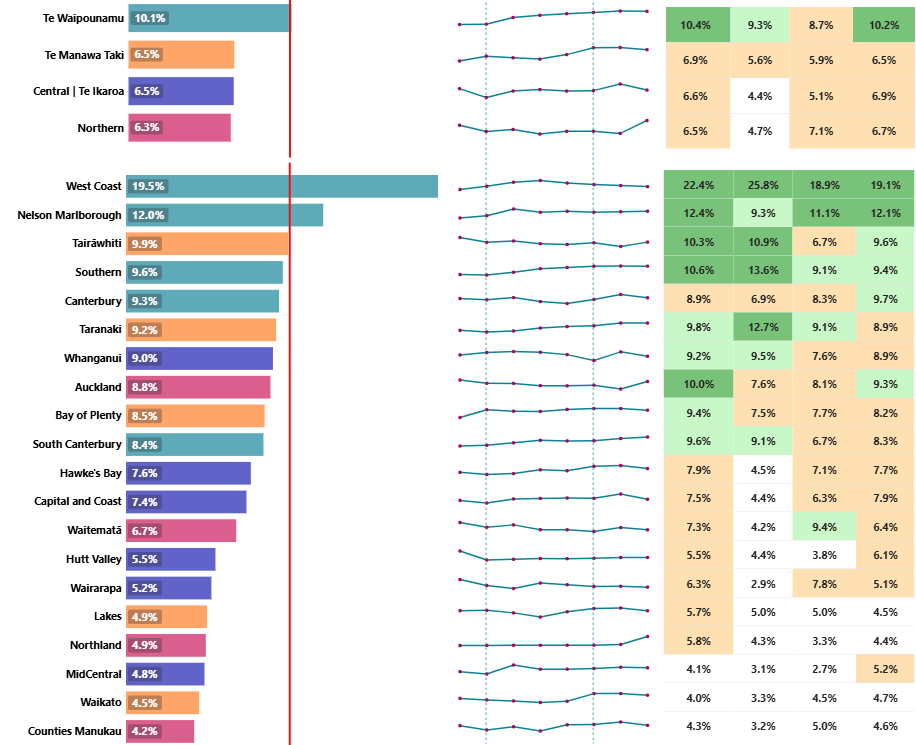 Te Waipounamu 10.1% 10.4% 9.3% 8.7% 10.2%
Te Manawa Taki 6.5% 6.9% 5.6% 5.9% 6.5%
Central | Te Ikaroa 6.5% 6.6% 4.4% 5.1% 6.9%
Northern 6.3% 6.5% 4.7% 7.1% 6.7%
West Coast 19.5% 22.4% 25.8% 18.9% 19.1%
Nelson Marlborough 12.0% 12.4% 9.3% 11.1% 12.1%
Tairāwhiti 9.9% 10.3% 10.9% 6.7% 9.6%
Southern 9.6% 10.6% 13.6% 9.1% 9.4%
Canterbury 9.3% 8.9% 6.9% 8.3% 9.7%
Taranaki 9.2% 9.8% 12.7% 9.1% 8.9%
Whanganui 9.0% 9.2% 9.5% 7.6% 8.9%
Auckland 8.8% 10.0% 7.6% 8.1% 9.3%
Bay of Plenty 8.5% 9.4% 7.5% 7.7% 8.2%
South Canterbury 8.4% 9.6% 9.1% 6.7% 8.3%
Hawke's Bay 7.6% 7.9% 4.5% 7.1% 7.7%
Capital and Coast 7.4% 7.5% 4.4% 6.3% 7.9%
Waitematā 6.7% 7.3% 4.2% 9.4% 6.4%
Hutt Valley 5.5% 5.5% 4.4% 3.8% 6.1%
Wairarapa 5.2% 6.3% 2.9% 7.8% 5.1%
Lakes 4.9% 5.7% 5.0% 5.0% 4.5%
Northland 4.9% 5.8% 4.3% 3.3% 4.4%
MidCentral 4.8% 4.1% 3.1% 2.7% 5.2%
Waikato 4.5% 4.0% 3.3% 4.5% 4.7%
Counties Manukau 4.2% 4.3% 3.2% 5.0% 4.6%